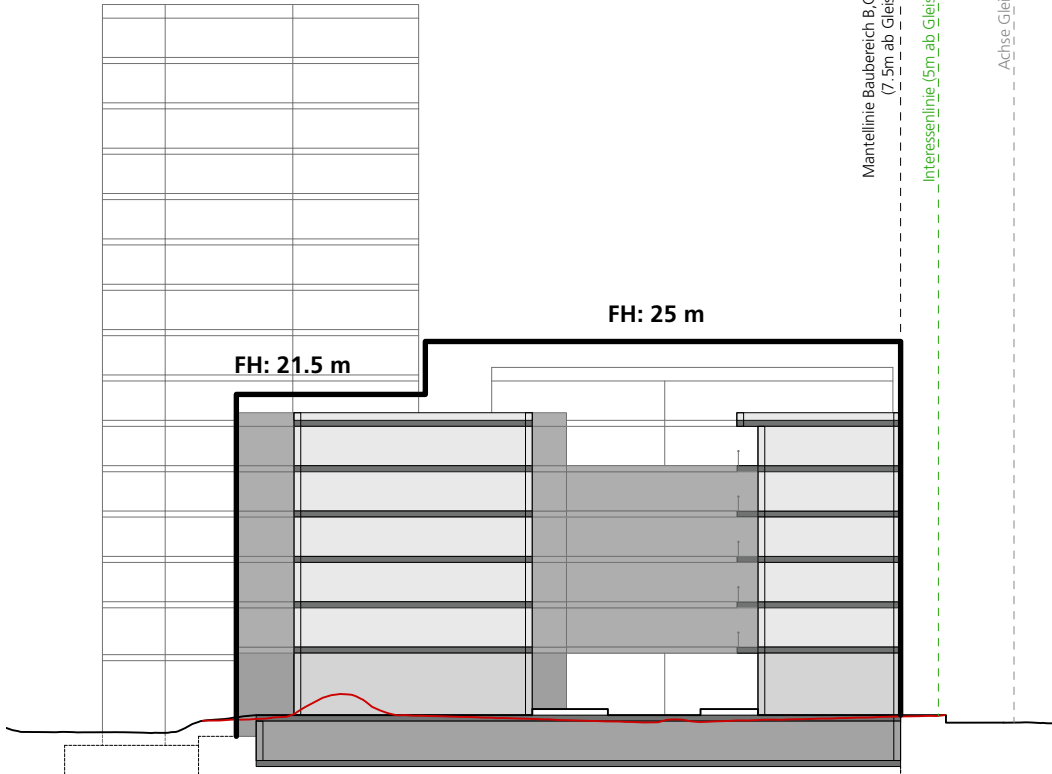 Mantellinie Baubereich B,
(7.5m ab Gleis
Interessenlinie (5m ab Gleis
Achse Glei
FH: 25 m
FH: 21.5 m